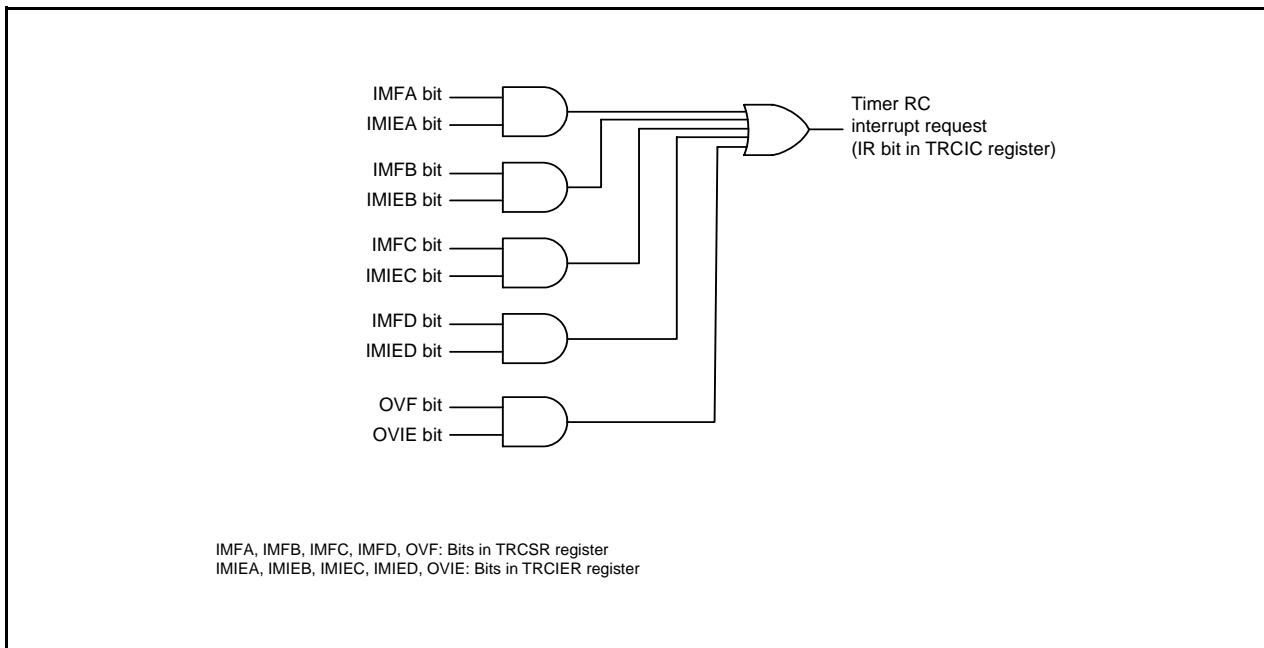 IMFA bit
IMIEA bit
IMFB bit
IMIEB bit
IMFC bit
IMIEC bit
IMFD bit
IMIED bit
OVF bit
OVIE bit
Timer RC
interrupt request
(IR bit in TRCIC register)
IMFA, IMFB, IMFC, IMFD, OVF: Bits in TRCSR register
IMIEA, IMIEB, IMIEC, IMIED, OVIE: Bits in TRCIER register